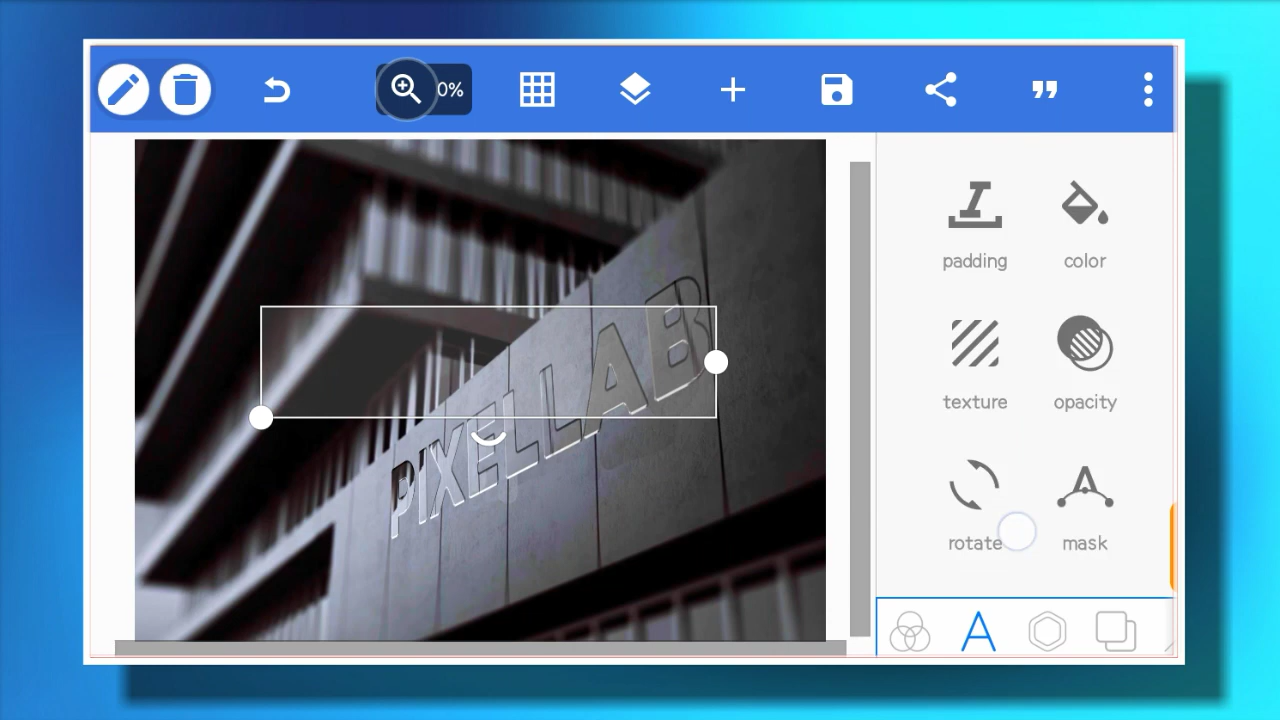 0%
padding color
texture opacity
rotate mask
PIXELLAB